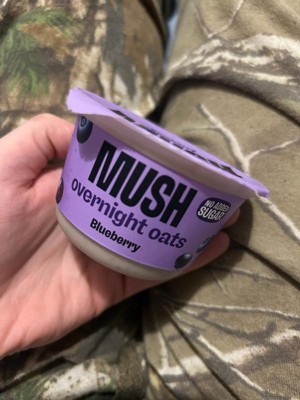 MUSH
overnight oats
Blueberry
NO ADDED
SUGAR